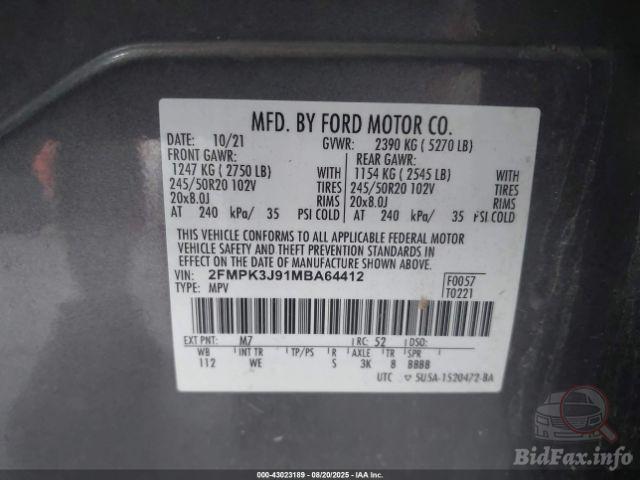 MFD. BY FORD MOTOR CO.
DATE: 10/21 GVWR: 2390 KG ( 5270 LB)
FRONT GAWR: REAR GAWR:
1247 KG ( 2750 LB) WITH 1154 KG ( 2545 LB) WITH
245/50R20 102V TIRES 245/50R20 102V TIRES
20x8.0J RIMS 20x8.0J RIMS
AT 240 kPa/ 35 PSI COLD AT 240 kPa/ 35 PSI COLD
THIS VEHICLE CONFORMS TO ALL APPLICABLE FEDERAL MOTOR
VEHICLE SAFETY AND THEFT PREVENTION STANDARDS IN
EFFECT ON THE DATE OF MANUFACTURE SHOWN ABOVE.
VIN: 2FMPK3J91MBA64412 F0057
TYPE: MPV T0221
EXT PNT: M7 RC: 52 DSO:
WB INT TR TP/PS R AXLE TR SPR
112 WE S 3K 8 BBBB
UTC ▽ 5U5A-1520472-BA
BidFax.info
000-43023189 - 08/20/2025 - IAA Inc.